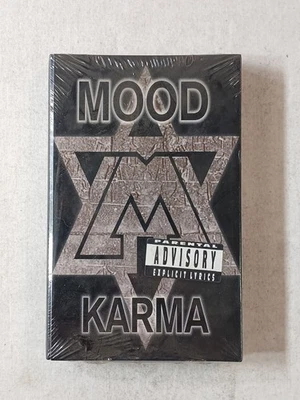 MOOD
M
PARENTAL
ADVISORY
EXPLICIT LYRICS
KARMA